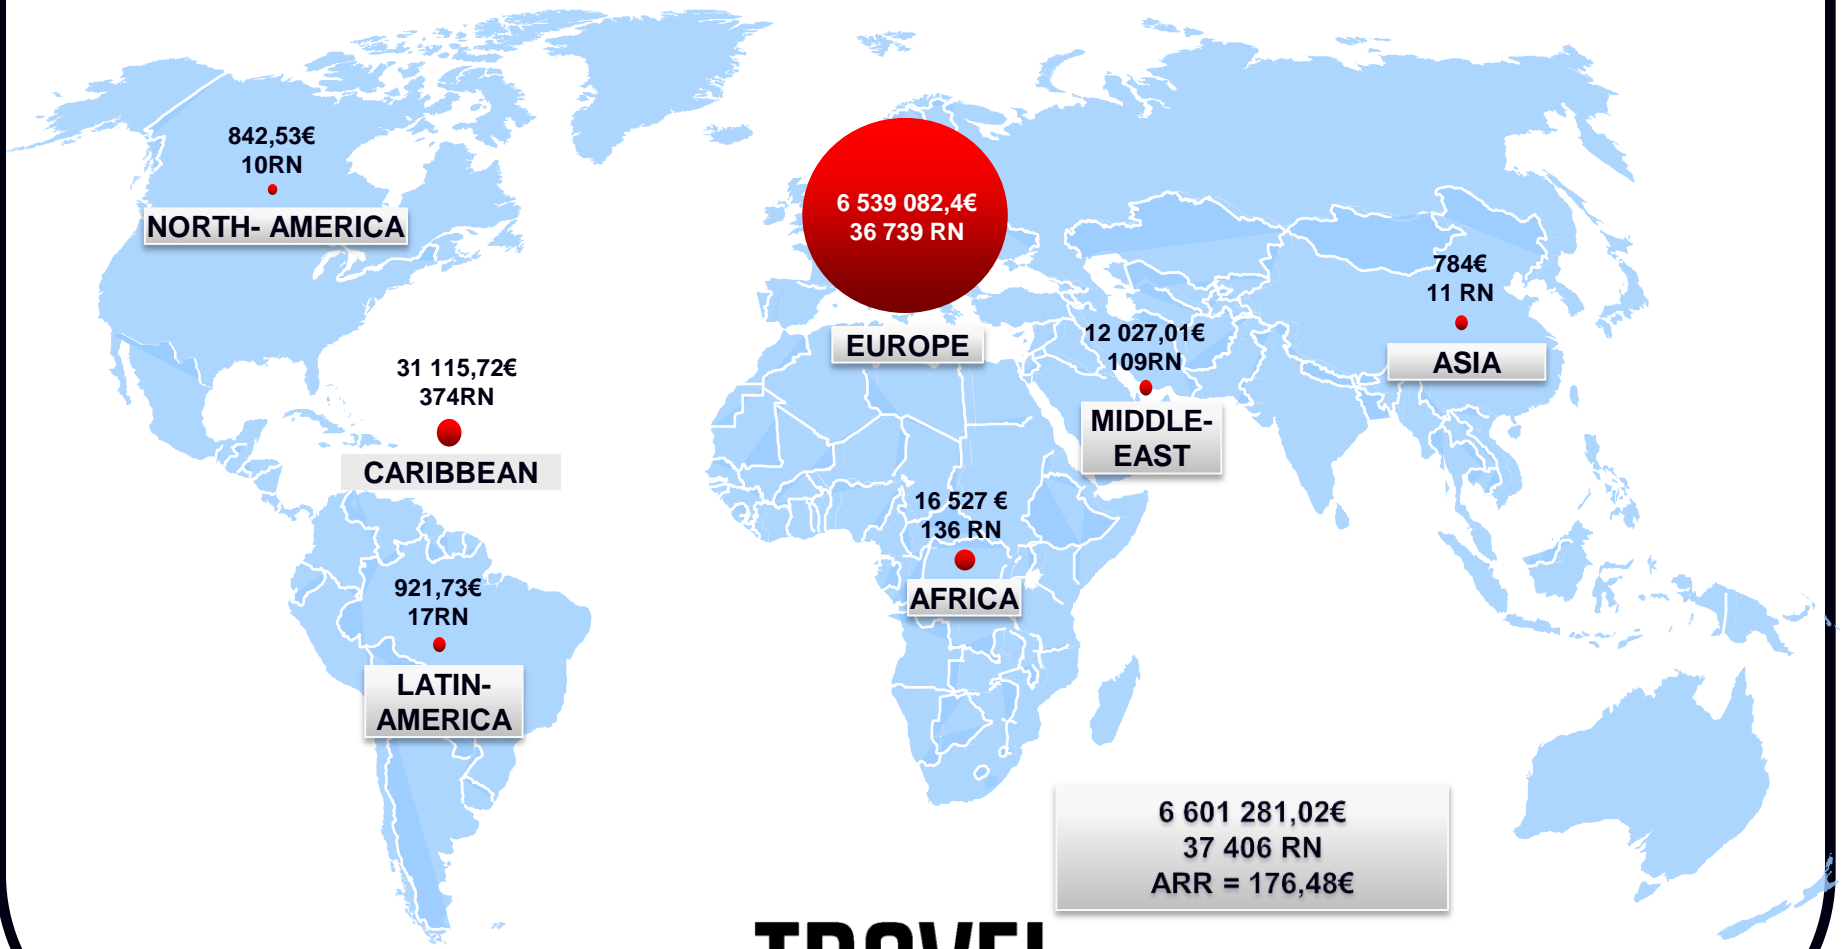 842,53€
10RN
NORTH- AMERICA
6 539 082,4€
36 739 RN
EUROPE
784€
11 RN
ASIA
12 027,01€
109RN
MIDDLE-
EAST
31 115,72€
374RN
CARIBBEAN
16 527 €
136 RN
AFRICA
921,73€
17RN
LATIN-
AMERICA
6 601 281,02€
37 406 RN
ARR = 176,48€
TRAVEL